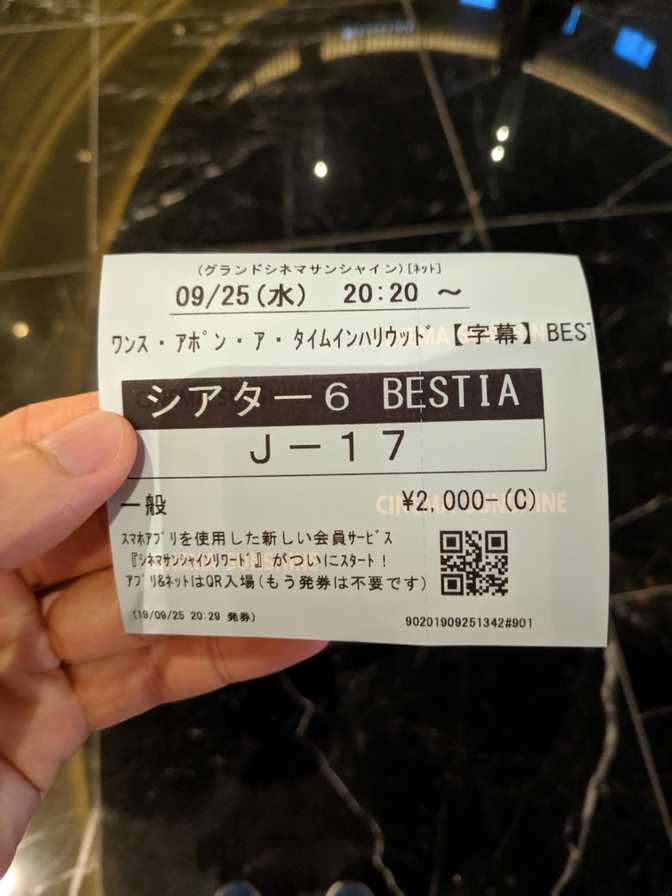 (グランドシネマサンシャイン)[ﾈｯﾄ]
09/25(水) 20:20 ～
ワンス・アポン・ア・タイムインハリウッド 【字幕】BEST
シアター6 BESTIA
J-17
一般 ¥2,000-(C)
CINEMA SUNSHINE
スマホアプリを使用した新しい会員サービス
『シネマサンシャインリワード』がついにスタート！
アプリ&ネットはQR入場(もう発券は不要です)
(19/09/25 20:29 発券) 90201909251342#901